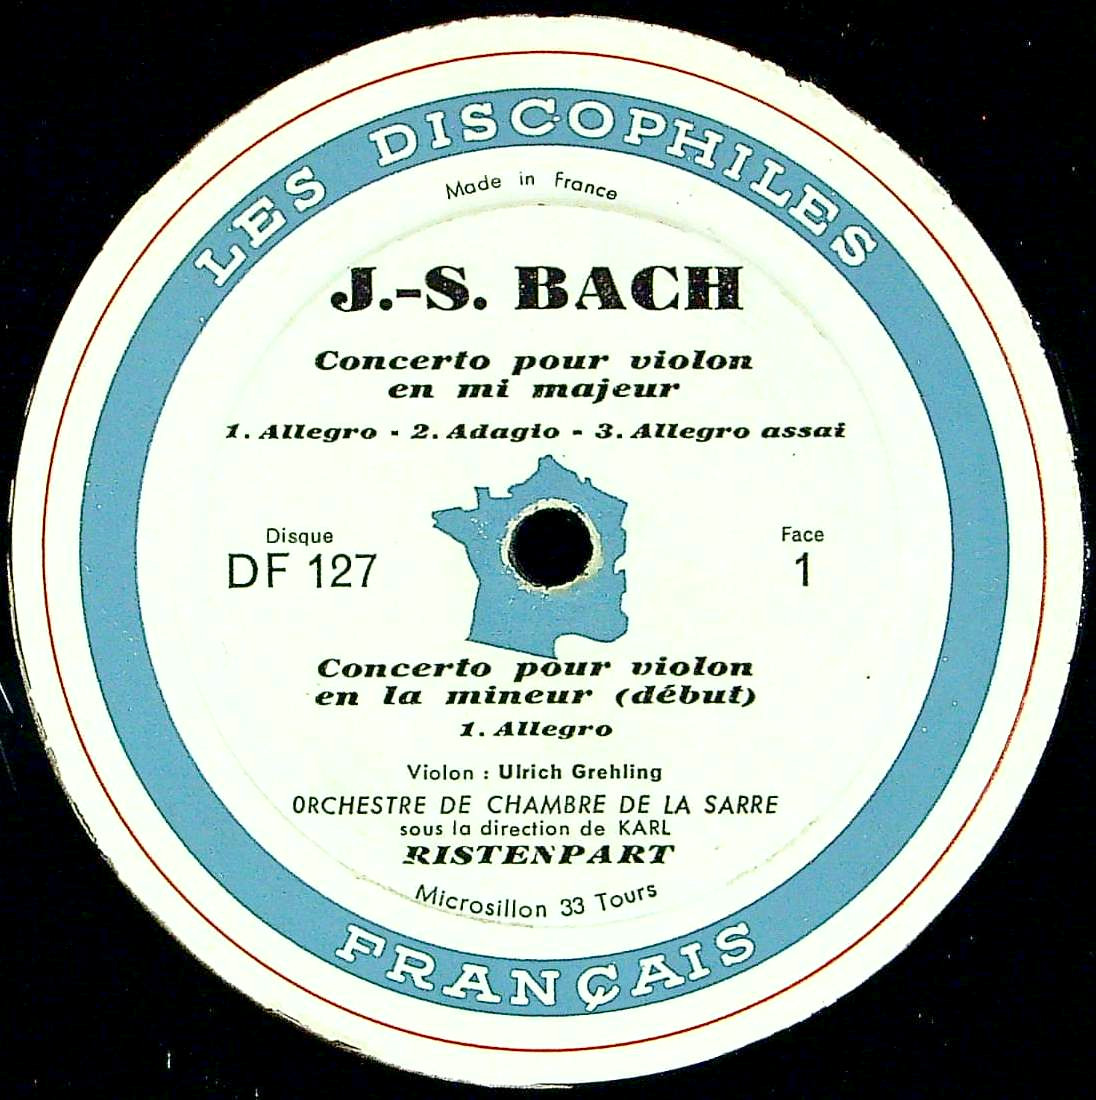 LES DISCOPHILES
Made in France
J.-S. BACH
Concerto pour violon
en mi majeur
1. Allegro - 2. Adagio - 3. Allegro assai
Disque
DF 127
Face
1
Concerto pour violon
en la mineur (début)
1. Allegro
Violon : Ulrich Grehling
ORCHESTRE DE CHAMBRE DE LA SARRE
sous la direction de KARL
RISTENPART
Microsillon 33 Tours
FRANÇAIS